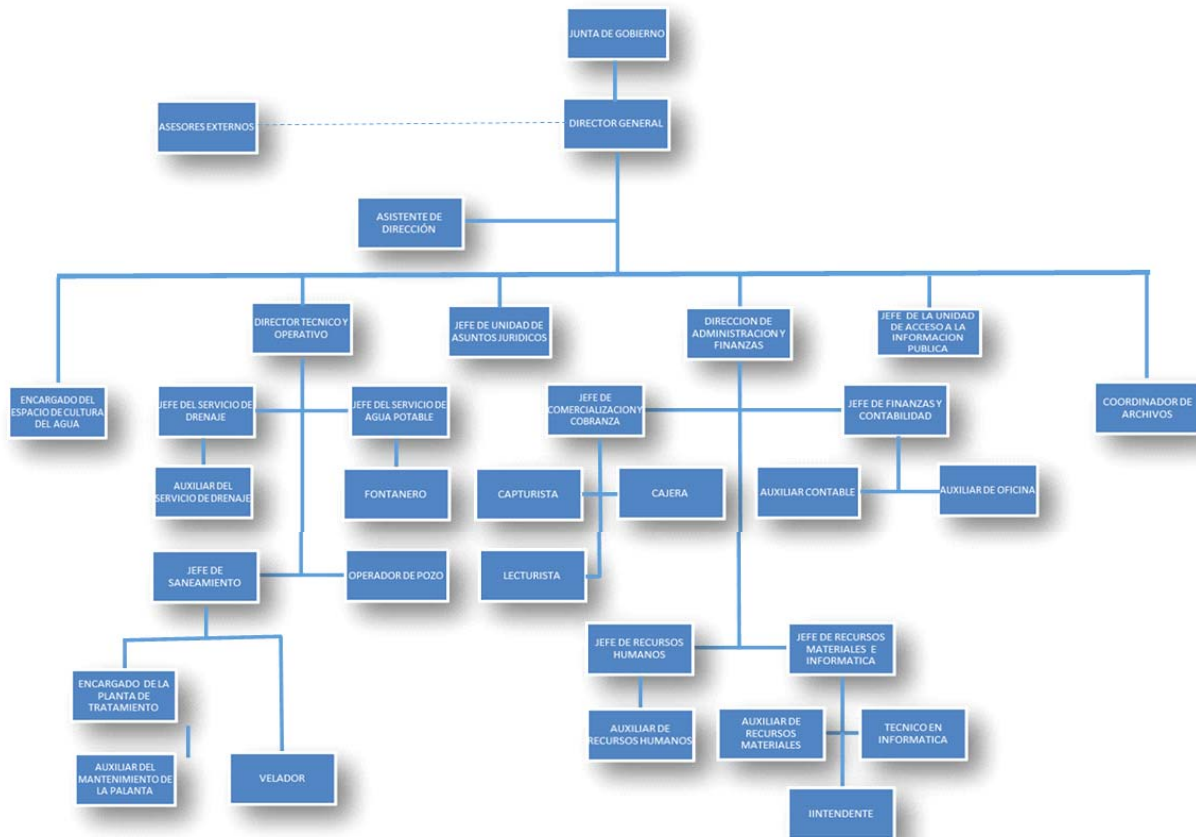 JUNTA DE GOBIERNO
ASESORES EXTERNOS
DIRECTOR GENERAL
ASISTENTE DE
DIRECCIÓN
DIRECTOR TECNICO Y
OPERATIVO
JEFE DE UNIDAD DE
ASUNTOS JURIDICOS
DIRECCION DE
ADMINISTRACION Y
FINANZAS
JEFE DE LA UNIDAD
DE ACCESO A LA
INFORMACION
PUBLICA
ENCARGADO DEL
ESPACIO DE CULTURA
DEL AGUA
JEFE DEL SERVICIO DE
DRENAJE
JEFE DEL SERVICIO DE
AGUA POTABLE
JEFE DE
COMERCIALIZACION Y
COBRANZA
JEFE DE FINANZAS Y
CONTABILIDAD
COORDINADOR DE
ARCHIVOS
AUXILIAR DEL
SERVICIO DE DRENAJE
FONTANERO
CAPTURISTA
CAJERA
AUXILIAR CONTABLE
AUXILIAR DE OFICINA
JEFE DE
SANEAMIENTO
OPERADOR DE POZO
LECTURISTA
JEFE DE RECURSOS
HUMANOS
JEFE DE RECURSOS
MATERIALES E
INFORMATICA
ENCARGADO DE LA
PLANTA DE
TRATAMIENTO
AUXILIAR DE
RECURSOS HUMANOS
AUXILIAR DE
RECURSOS
MATERIALES
TECNICO EN
INFORMATICA
AUXILIAR DEL
MANTENIMIENTO DE
LA PALANTA
VELADOR
IINTENDENTE